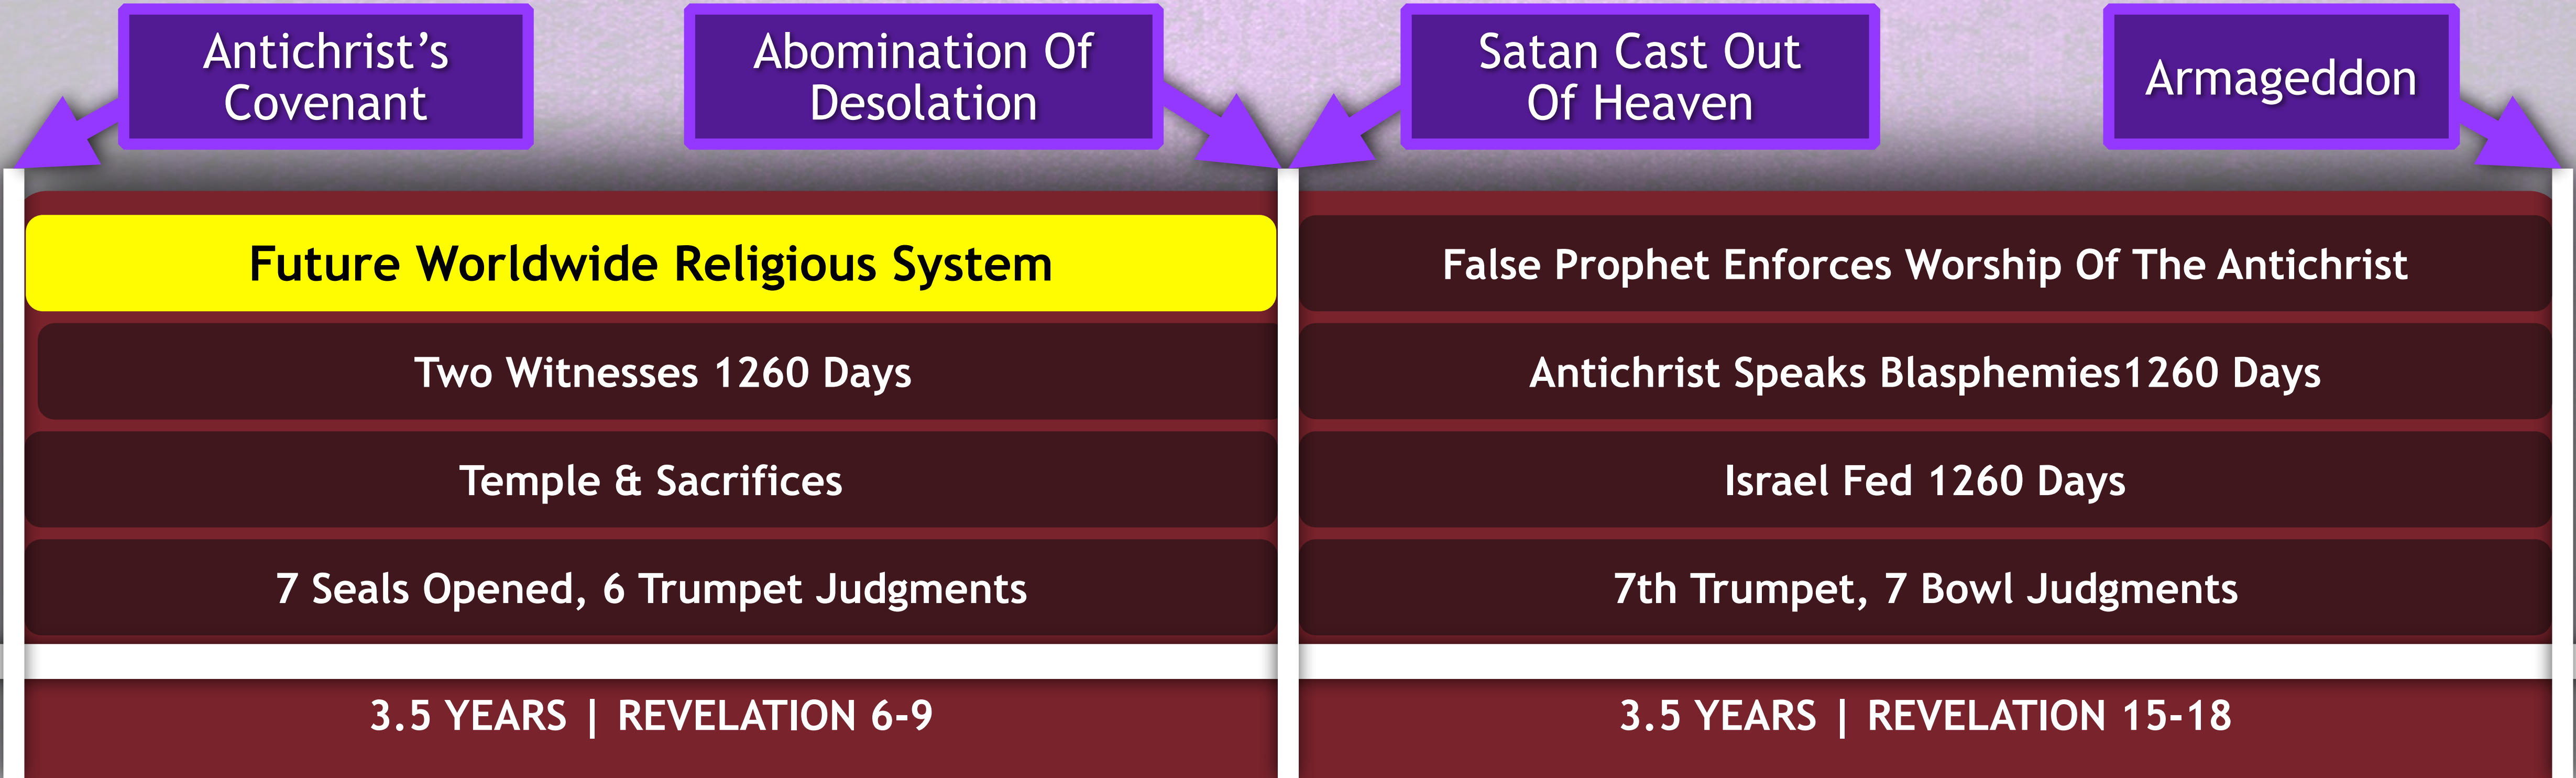 Antichrist’s
Covenant
Abomination Of
Desolation
Satan Cast Out
Of Heaven
Armageddon
Future Worldwide Religious System
False Prophet Enforces Worship Of The Antichrist
Two Witnesses 1260 Days
Antichrist Speaks Blasphemies1260 Days
Temple & Sacrifices
Israel Fed 1260 Days
7 Seals Opened, 6 Trumpet Judgments
7th Trumpet, 7 Bowl Judgments
3.5 YEARS | REVELATION 6-9
3.5 YEARS | REVELATION 15-18